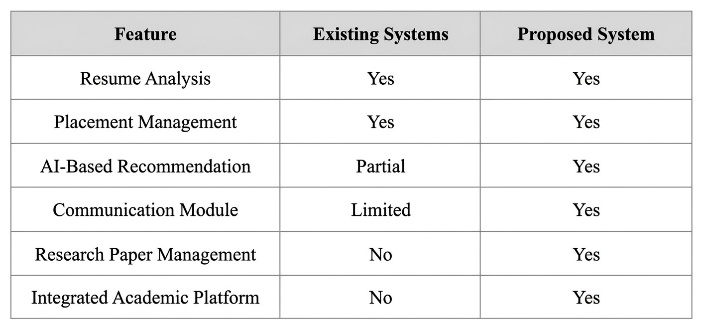 Feature Existing Systems Proposed System
Resume Analysis Yes Yes
Placement Management Yes Yes
AI-Based Recommendation Partial Yes
Communication Module Limited Yes
Research Paper Management No Yes
Integrated Academic Platform No Yes